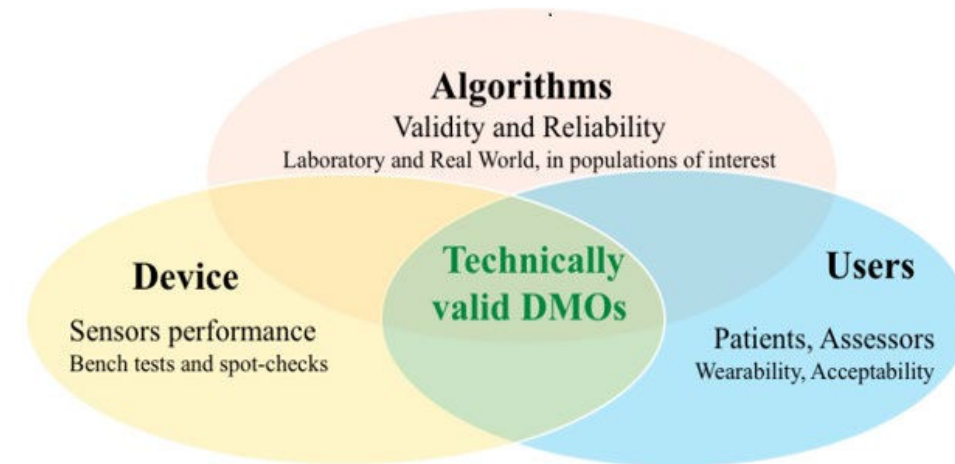 Algorithms
Validity and Reliability
Laboratory and Real World, in populations of interest
Device
Sensors performance
Bench tests and spot-checks
Technically
valid DMOs
Users
Patients, Assessors
Wearability, Acceptability